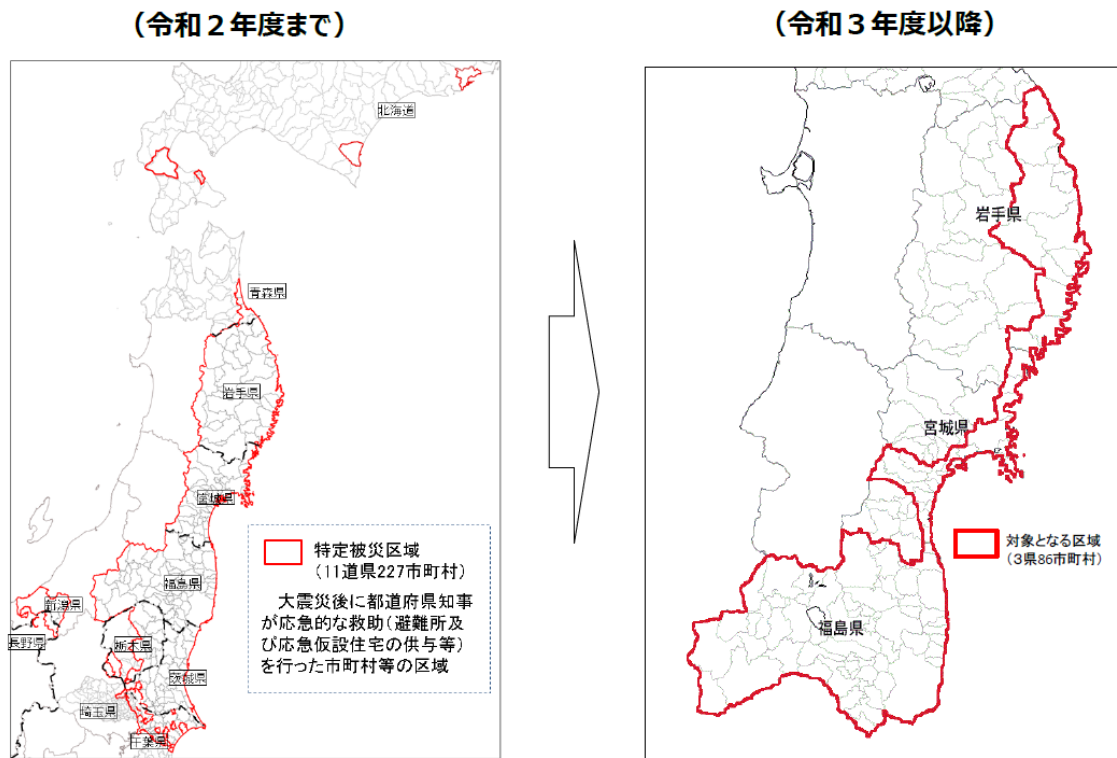 （令和２年度まで）
（令和３年度以降）
北海道
青森県
岩手県
宮城県
福島県
新潟県
長野県
栃木県
茨城県
埼玉県
千葉県
特定被災区域
（11道県227市町村）
大震災後に都道府県知事
が応急的な救助（避難所及
び応急仮設住宅の供与等）
を行った市町村等の区域
岩手県
宮城県
福島県
対象となる区域
（３県86市町村）